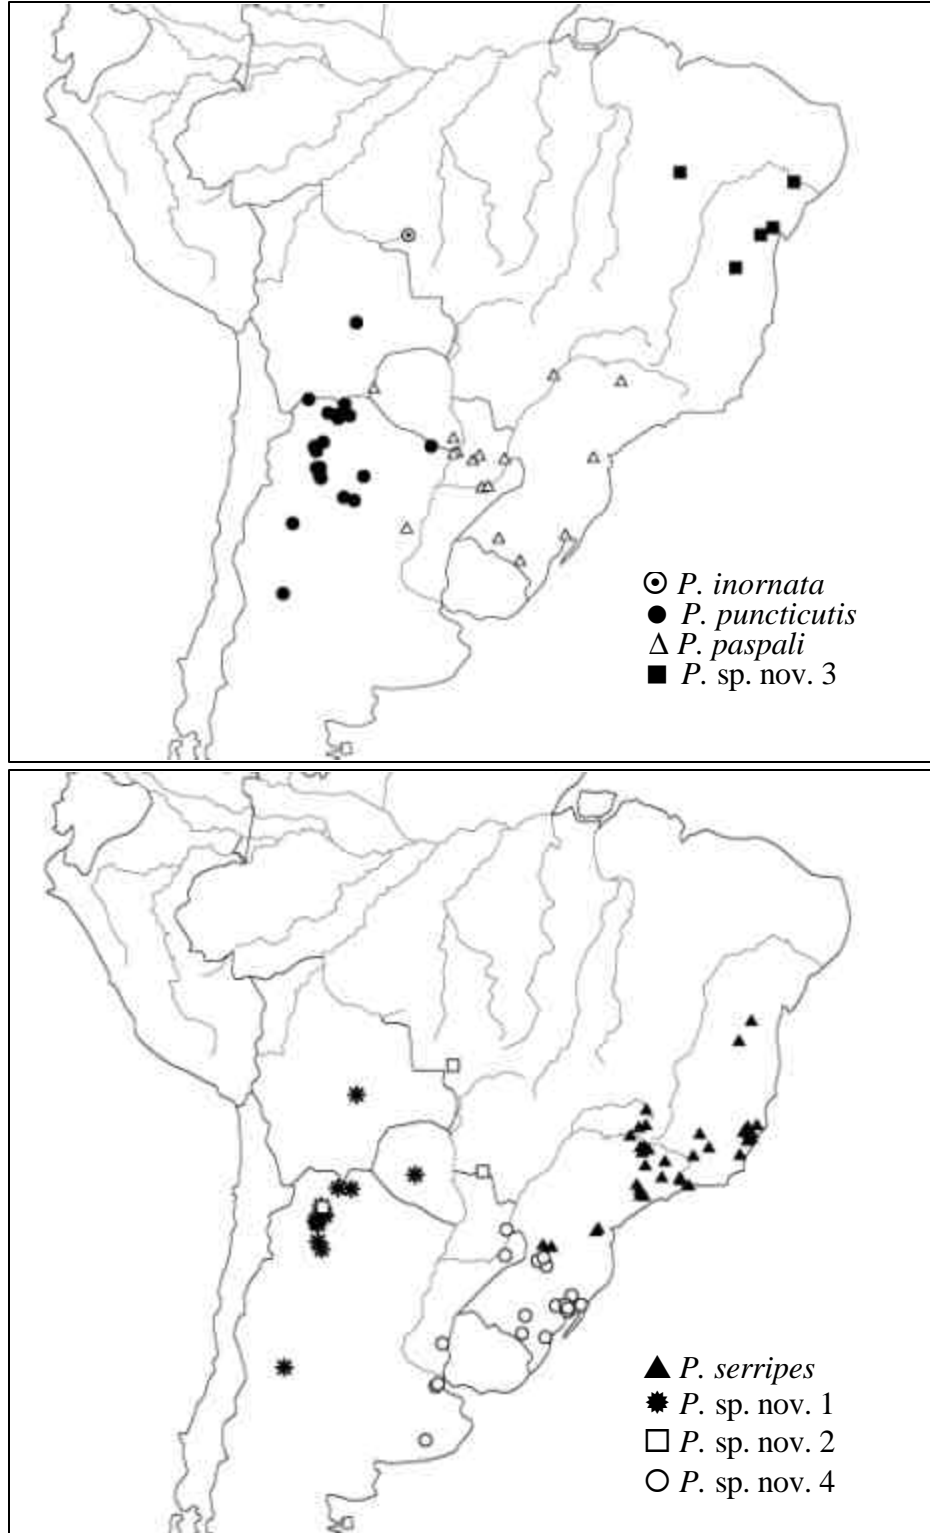 P. inornata
P. puncticutis
P. paspali
P. sp. nov. 3
P. serripes
P. sp. nov. 1
P. sp. nov. 2
P. sp. nov. 4